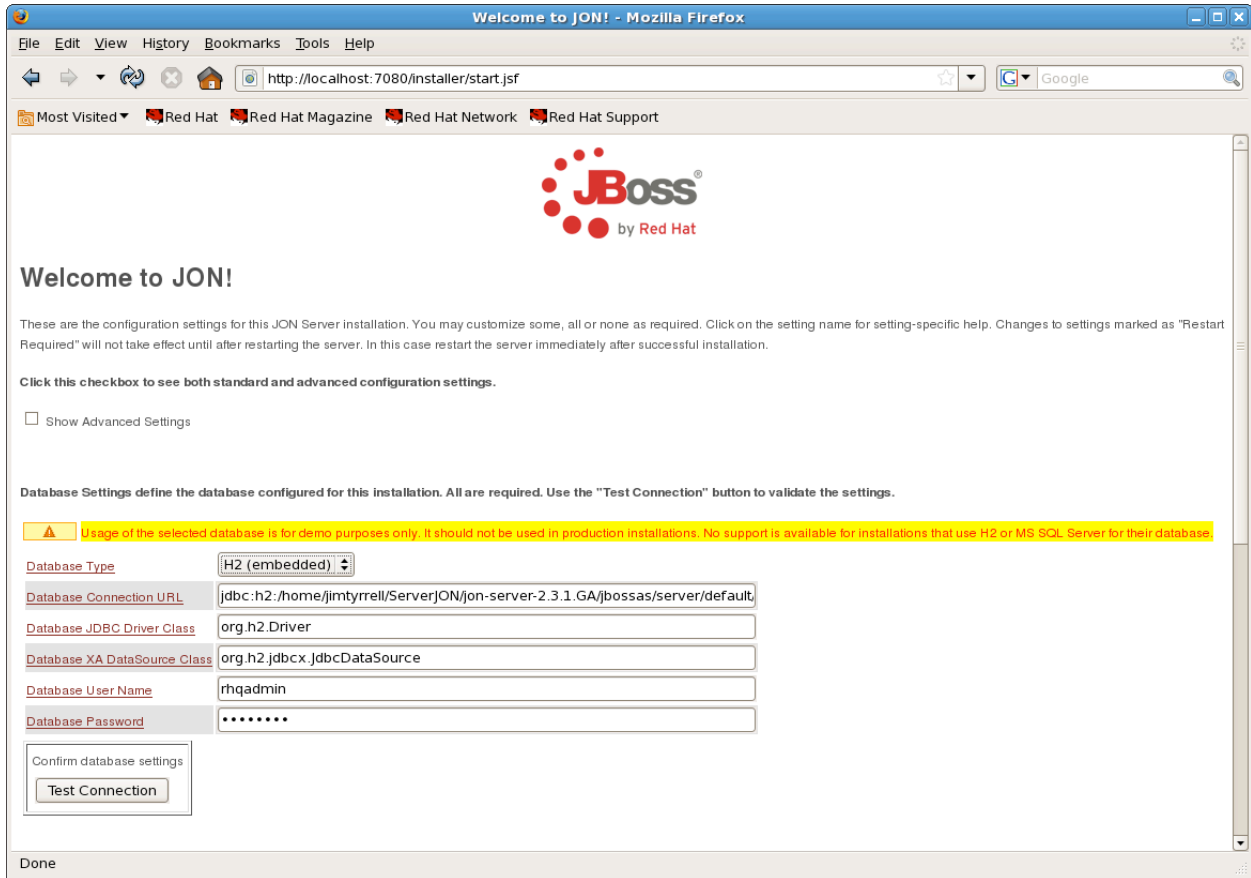 Welcome to JON! - Mozilla Firefox
File Edit View History Bookmarks Tools Help
http://localhost:7080/installer/start.jsf
G Google
Most Visited Red Hat Red Hat Magazine Red Hat Network Red Hat Support
JBoss®
by Red Hat
Welcome to JON!
These are the configuration settings for this JON Server installation. You may customize some, all or none as required. Click on the setting name for setting-specific help. Changes to settings marked as "Restart
Required" will not take effect until after restarting the server. In this case restart the server immediately after successful installation.
Click this checkbox to see both standard and advanced configuration settings.
Show Advanced Settings
Database Settings define the database configured for this installation. All are required. Use the "Test Connection" button to validate the settings.
Usage of the selected database is for demo purposes only. It should not be used in production installations. No support is available for installations that use H2 or MS SQL Server for their database.
Database Type H2 (embedded)
Database Connection URL jdbc:h2:/home/jimtyrrell/ServerJON/jon-server-2.3.1.GA/jbossas/server/default/
Database JDBC Driver Class org.h2.Driver
Database XA DataSource Class org.h2.jdbcx.JdbcDataSource
Database User Name rhqadmin
Database Password ••••••••
Confirm database settings
Test Connection
Done